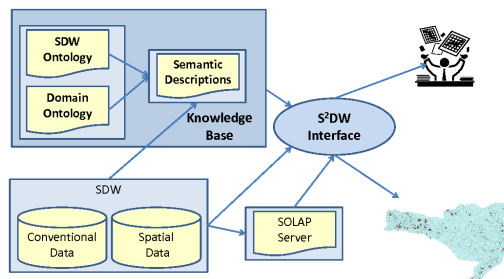 SDW
Ontology
Domain
Ontology
Semantic
Descriptions
Knowledge
Base
S²DW
Interface
SDW
Conventional
Data
Spatial
Data
SOLAP
Server